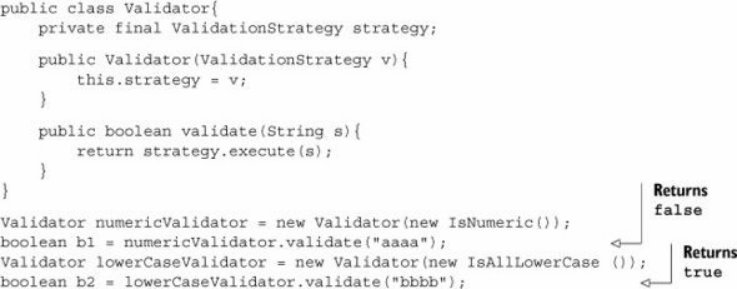 public class Validator{
    private final ValidationStrategy strategy;
    public Validator(ValidationStrategy v){
        this.strategy = v;
    }
    public boolean validate(String s){
        return strategy.execute(s);
    }
}
Returns
false
Validator numericValidator = new Validator(new IsNumeric());
boolean b1 = numericValidator.validate("aaaa");
Validator lowerCaseValidator = new Validator(new IsAllLowerCase ());
boolean b2 = lowerCaseValidator.validate("bbbb");
Returns
true